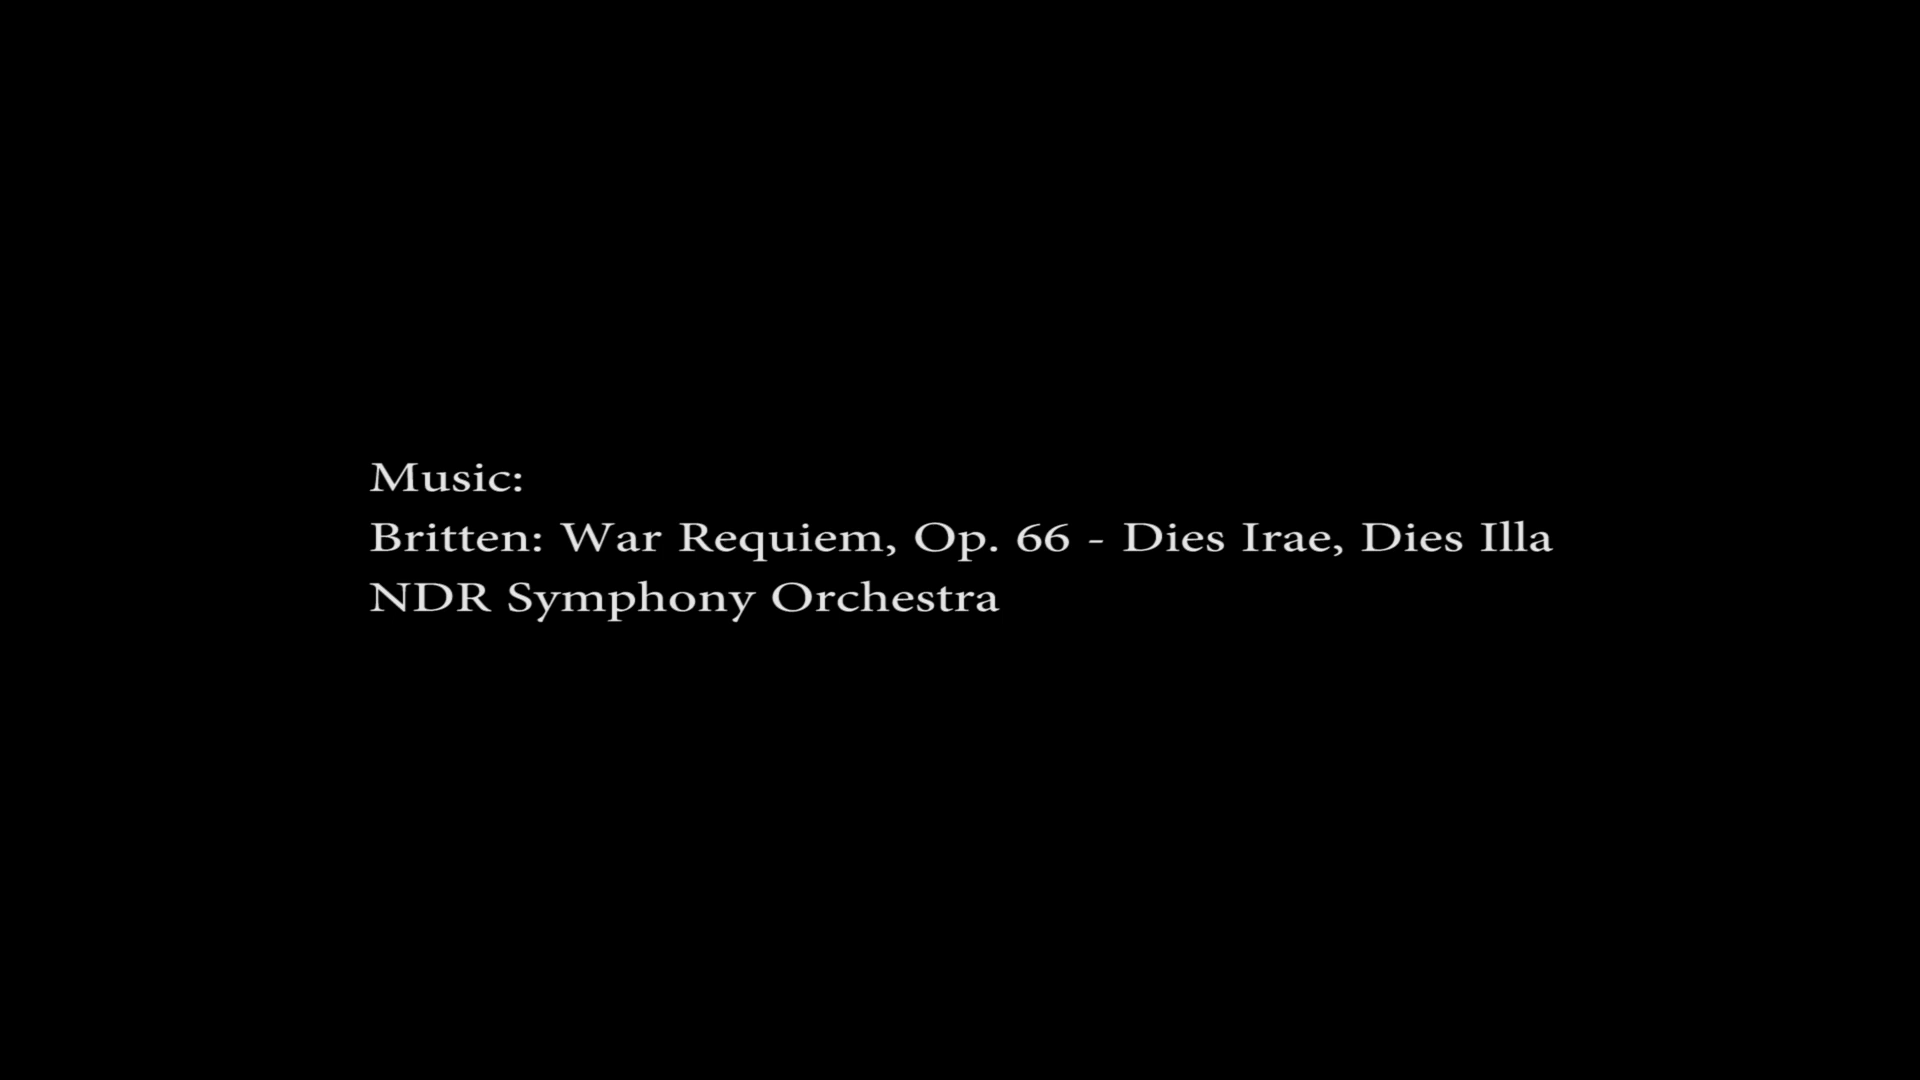 Music:
Britten: War Requiem, Op. 66 - Dies Irae, Dies Illa
NDR Symphony Orchestra